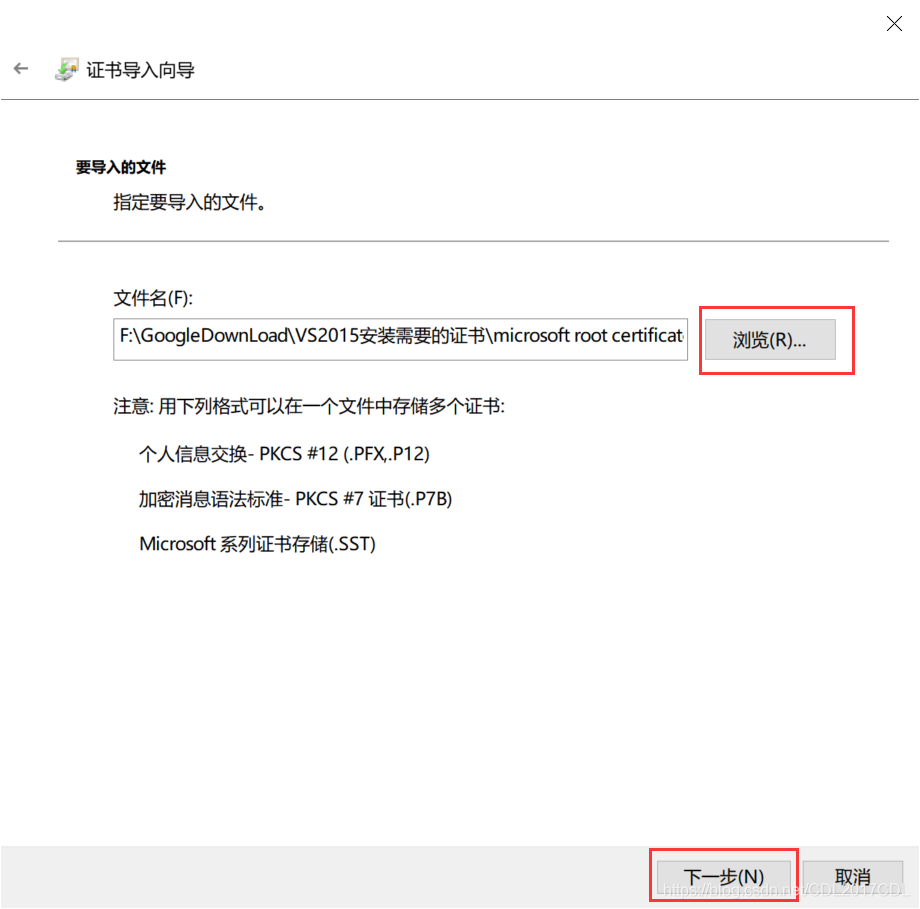 证书导入向导
要导入的文件
指定要导入的文件。
文件名(F):
F:\GoogleDownLoad\VS2015安装需要的证书\microsoft root certificat
浏览(R)...
注意: 用下列格式可以在一个文件中存储多个证书:
个人信息交换- PKCS #12 (.PFX,.P12)
加密消息语法标准- PKCS #7 证书(.P7B)
Microsoft 系列证书存储(.SST)
下一步(N)
取消
https://blog.csdn.net/CDL2017CDL